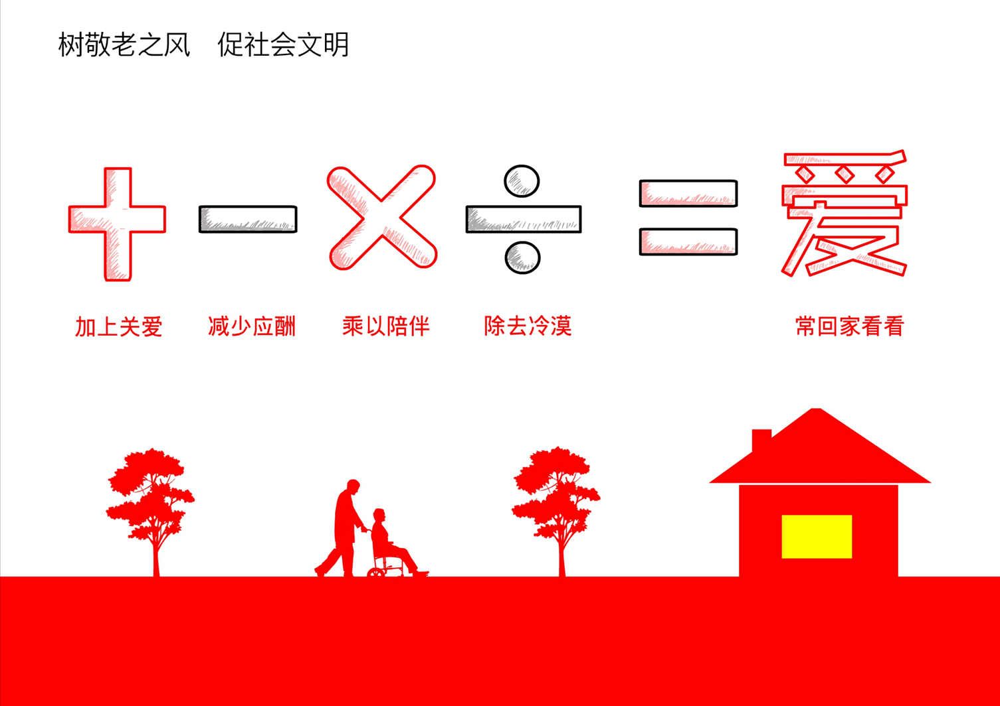 树敬老之风 促社会文明
+ − × ÷ = 爱
加上关爱 减少应酬 乘以陪伴 除去冷漠 常回家看看